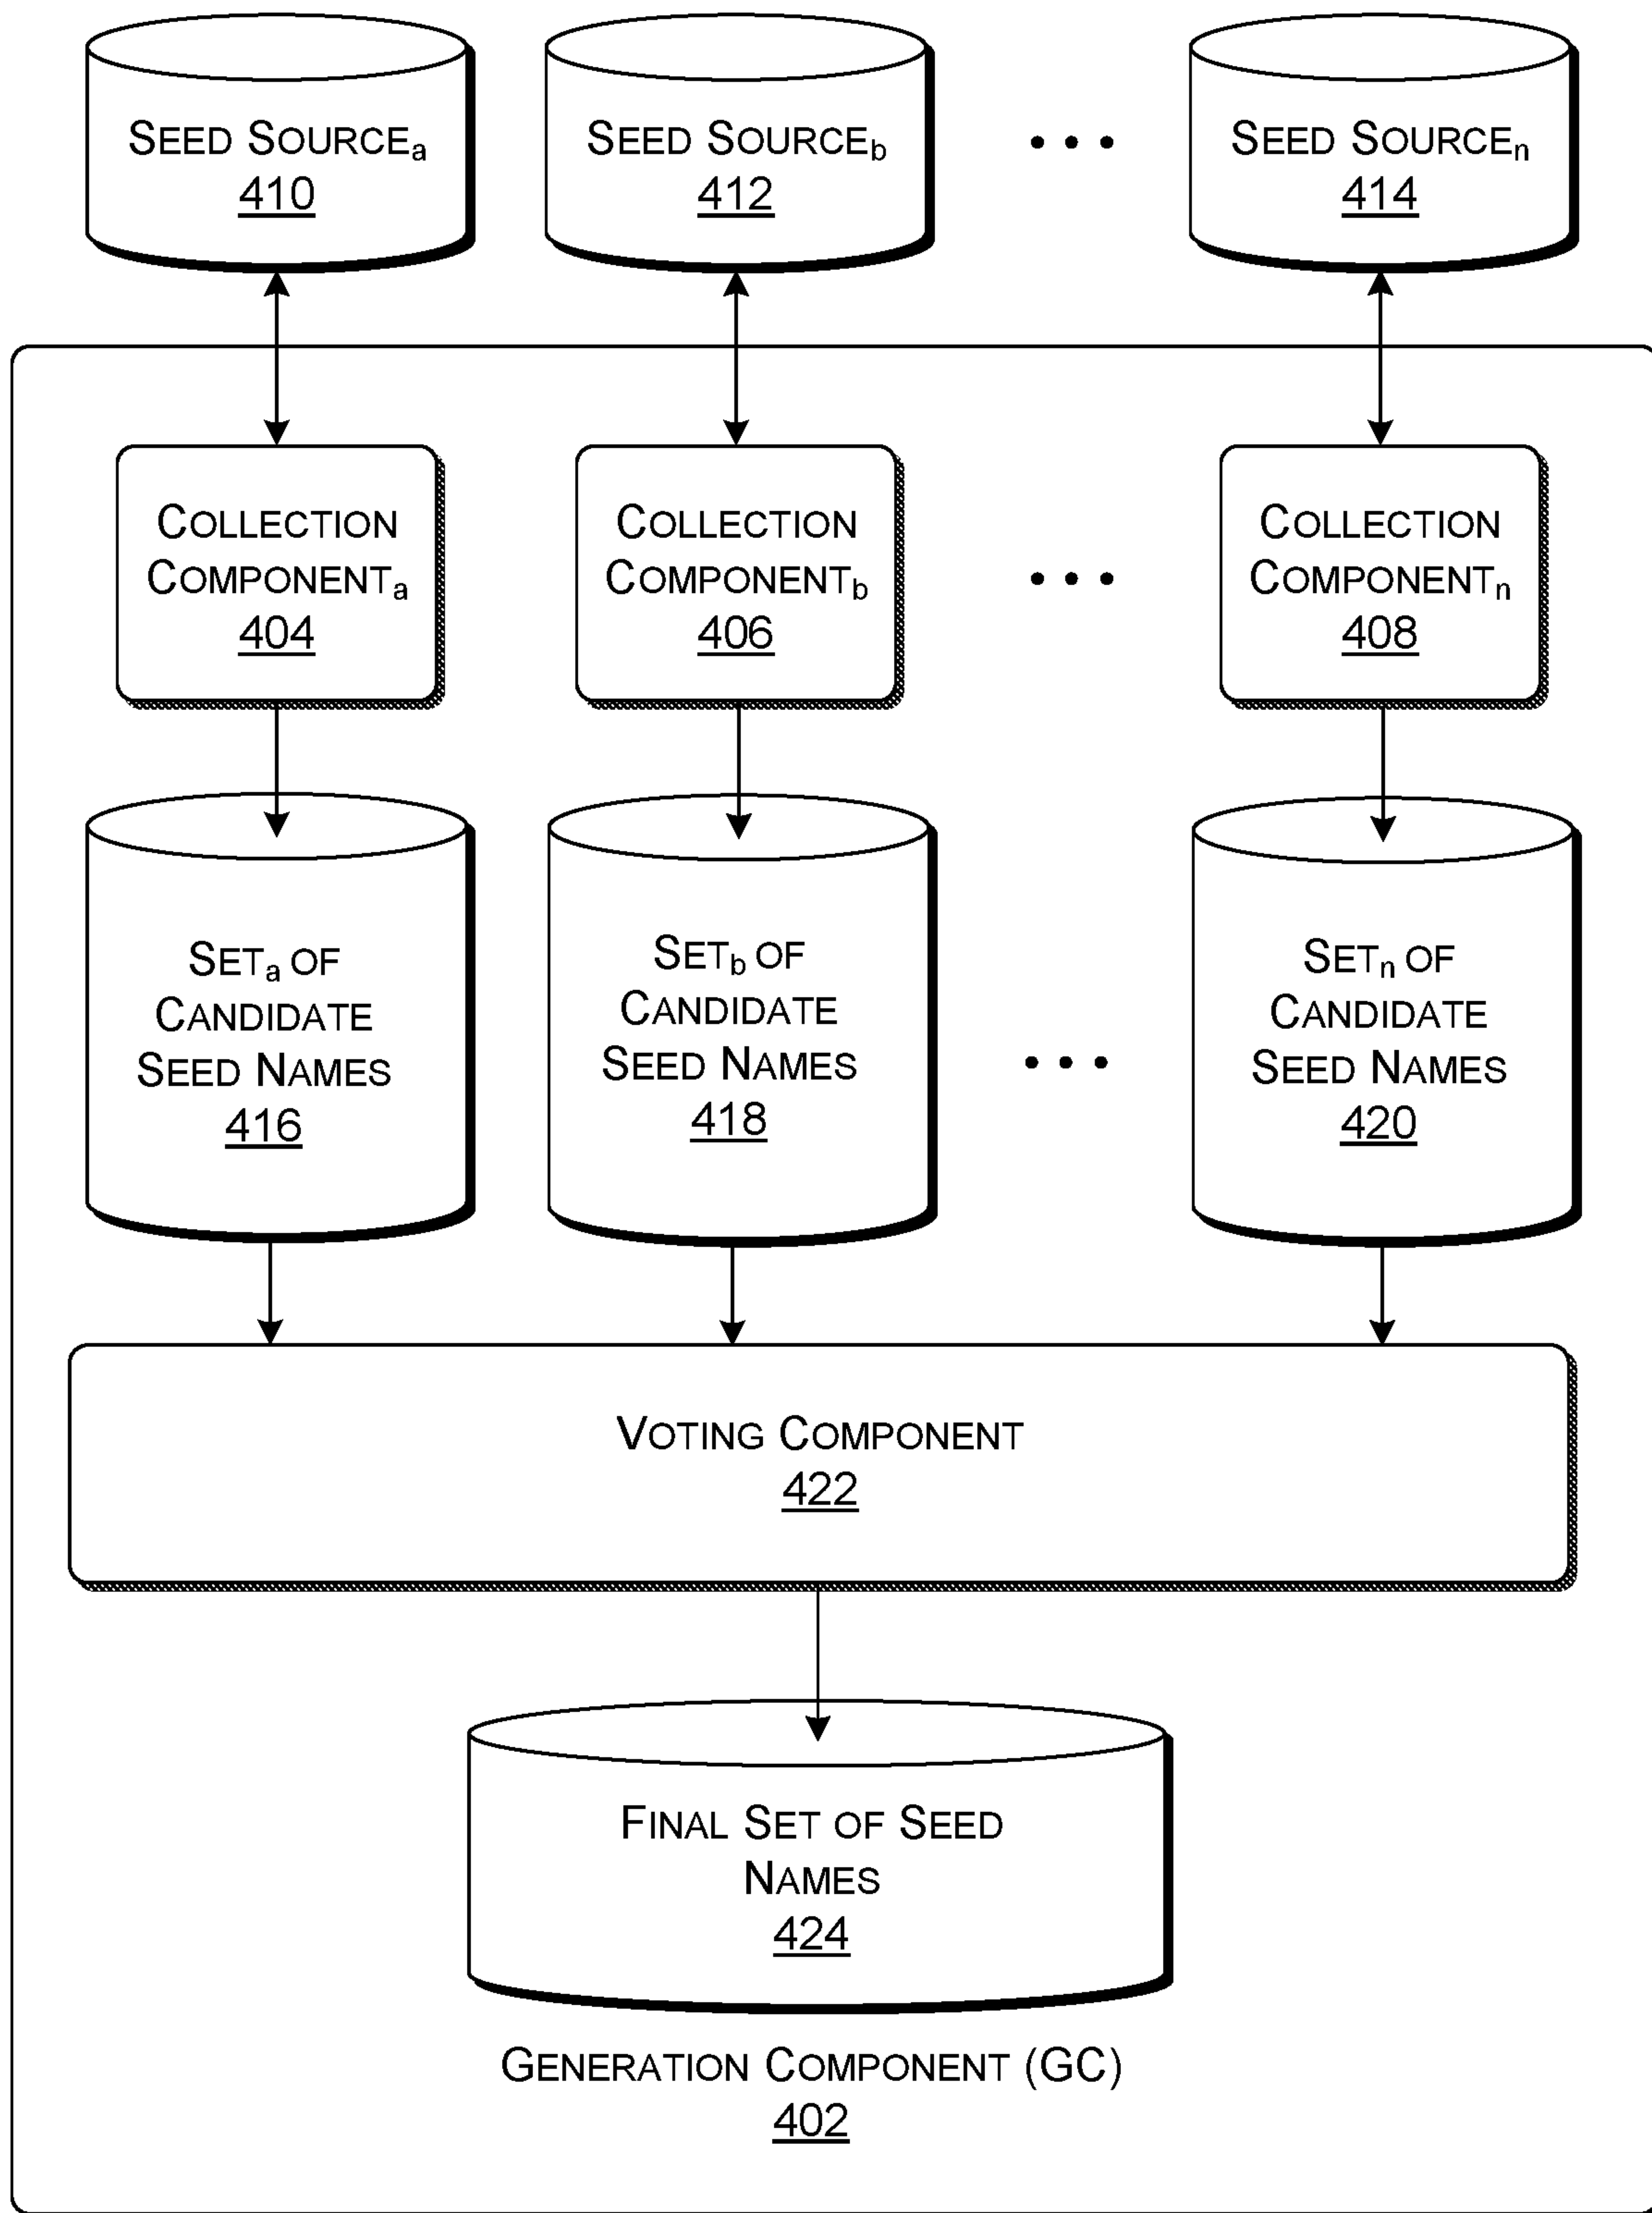 SEED SOURCEa
410
SEED SOURCEb
412
• • •
SEED SOURCEn
414
COLLECTION
COMPONENTa
404
COLLECTION
COMPONENTb
406
• • •
COLLECTION
COMPONENTn
408
SETa OF
CANDIDATE
SEED NAMES
416
SETb OF
CANDIDATE
SEED NAMES
418
• • •
SETn OF
CANDIDATE
SEED NAMES
420
VOTING COMPONENT
422
FINAL SET OF SEED
NAMES
424
GENERATION COMPONENT (GC)
402